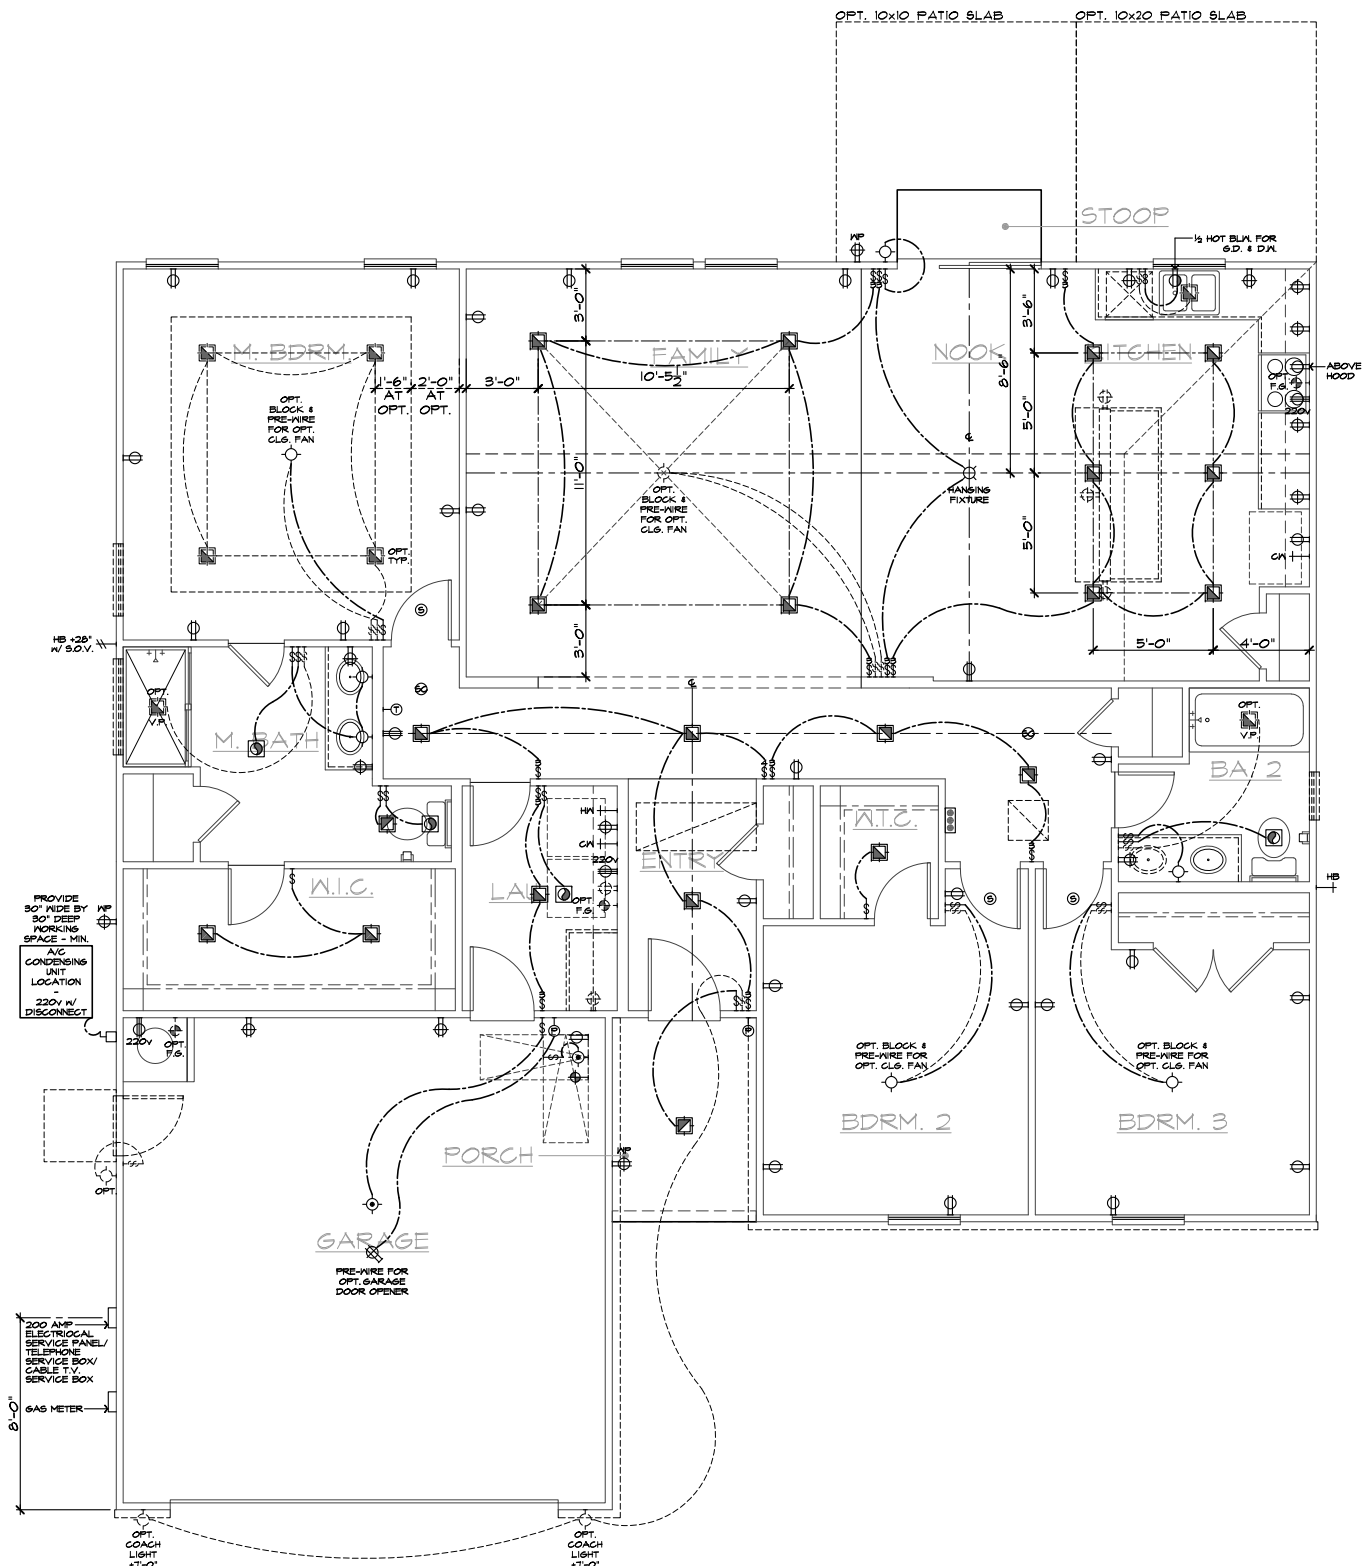 OPT. 10x10 PATIO SLAB
OPT. 10x20 PATIO SLAB
STOOP
WP
½ HOT BLW. FOR
G.D. & D.W.
3'-0"
3'-6"
M. BDRM.
FAMILY
NOOK
KITCHEN
8'-6"
1'-6"
AT
OPT.
2'-0"
AT
OPT.
3'-0"
10'-5½"
OPT.
F.G.
220V
ABOVE
HOOD
OPT.
BLOCK &
PRE-WIRE
FOR OPT.
CLG. FAN
5'-0"
11'-0"
OPT.
BLOCK &
PRE-WIRE
FOR OPT.
CLG. FAN
HANGING
FIXTURE
OPT.
TYP.
5'-0"
CW
S
HB +28"
W/ S.O.V.
3'-0"
5'-0"
4'-0"
OPT.
V.P.
T
M. BATH
OPT.
V.P.
BA. 2
HW
CW
220V
W.I.C.
ENTRY
W.I.C.
LAU
OPT.
F.G.
S
S
HB
PROVIDE
30" WIDE BY
30" DEEP
WORKING
SPACE - MIN.
WP
A/C
CONDENSING
UNIT
LOCATION
-
220V W/
DISCONNECT
220V
OPT.
F.G.
P
P
OPT. BLOCK &
PRE-WIRE FOR
OPT. CLG. FAN
OPT. BLOCK &
PRE-WIRE FOR
OPT. CLG. FAN
BDRM. 2
BDRM. 3
PORCH
WP
OPT.
GARAGE
PRE-WIRE FOR
OPT. GARAGE
DOOR OPENER
200 AMP
ELECTRIOCAL
SERVICE PANEL/
TELEPHONE
SERVICE BOX/
CABLE T.V.
SERVICE BOX
GAS METER
8'-0"
OPT.
COACH
LIGHT
+7'-0"
OPT.
COACH
LIGHT
+7'-0"